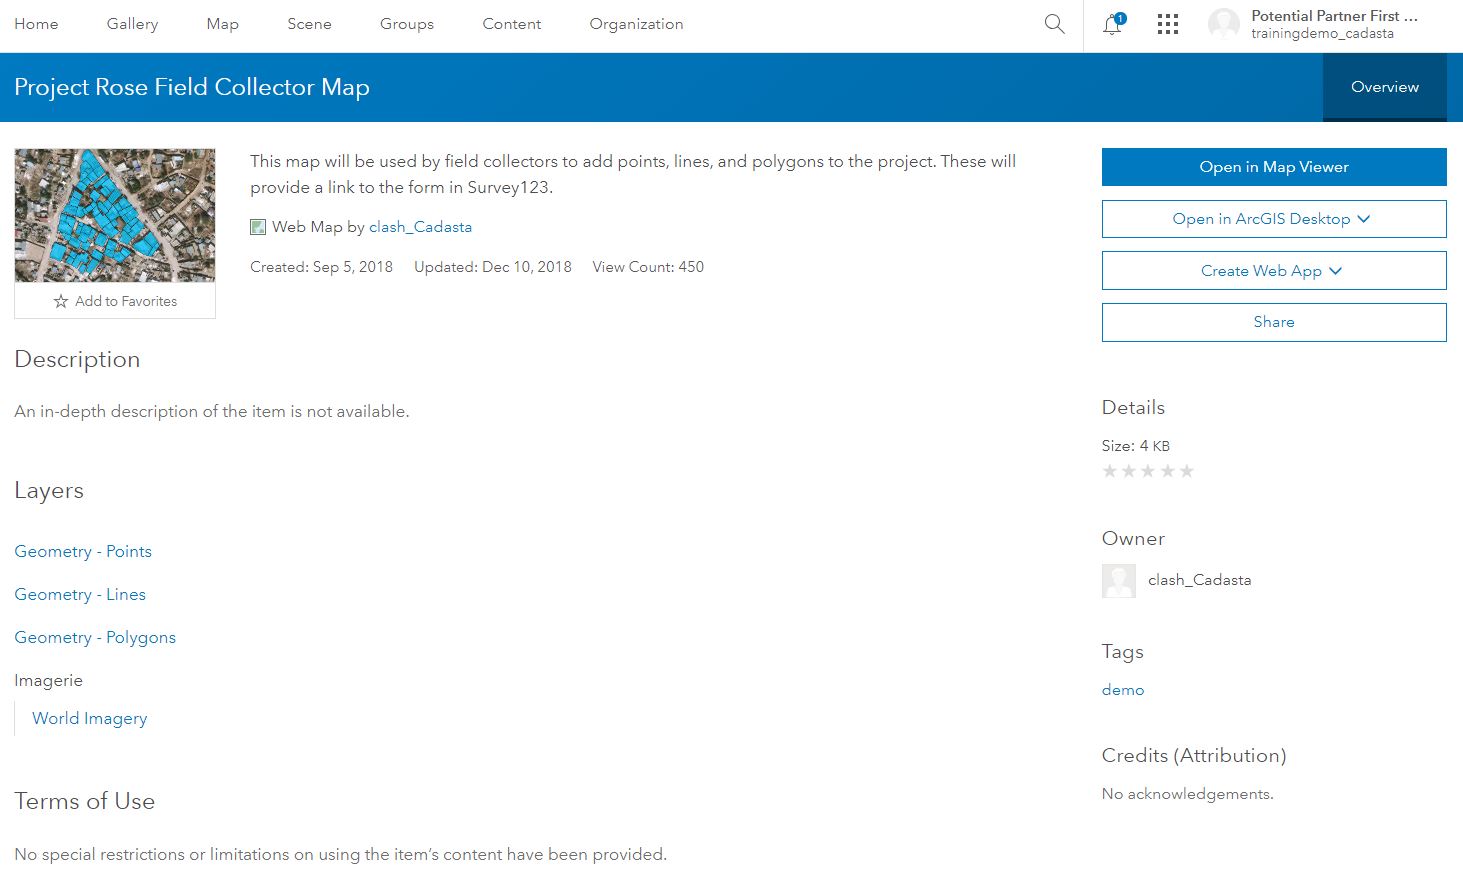 Home Gallery Map Scene Groups Content Organization 1 Potential Partner First ...
trainingdemo_cadasta
Project Rose Field Collector Map Overview
This map will be used by field collectors to add points, lines, and polygons to the project. These will
provide a link to the form in Survey123.
Web Map by clash_Cadasta
Created: Sep 5, 2018 Updated: Dec 10, 2018 View Count: 450
Add to Favorites
Description
An in-depth description of the item is not available.
Layers
Geometry - Points
Geometry - Lines
Geometry - Polygons
Imagerie
World Imagery
Terms of Use
No special restrictions or limitations on using the item's content have been provided.
Open in Map Viewer
Open in ArcGIS Desktop
Create Web App
Share
Details
Size: 4 KB
Owner
clash_Cadasta
Tags
demo
Credits (Attribution)
No acknowledgements.